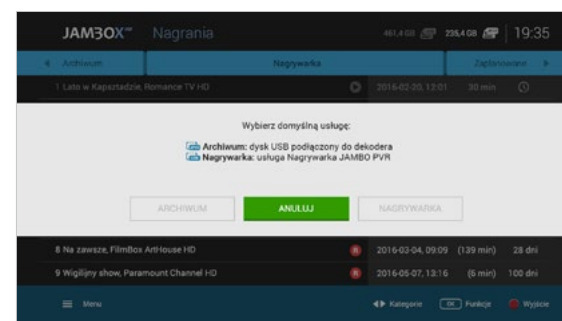 JAMBOX Nagrania 461,4 GB 235,4 GB 19:35
Archiwum Nagrywarka Zaplanowane
1 Lato w Kapsztadzie, Romance TV HD 2016-02-20, 12:01 30 min
Wybierz domyślną usługę:
Archiwum: dysk USB podłączony do dekodera
Nagrywarka: usługa Nagrywarka JAMBO PVR
ARCHIWUM ANULUJ NAGRYWARKA
8 Na zawsze, FilmBox ArtHouse HD R 2016-03-04, 09:09 (139 min) 28 dni
9 Wigilijny show, Paramount Channel HD R 2016-05-07, 13:16 (6 min) 100 dni
Menu Kategorie OK Funkcje Wyjście